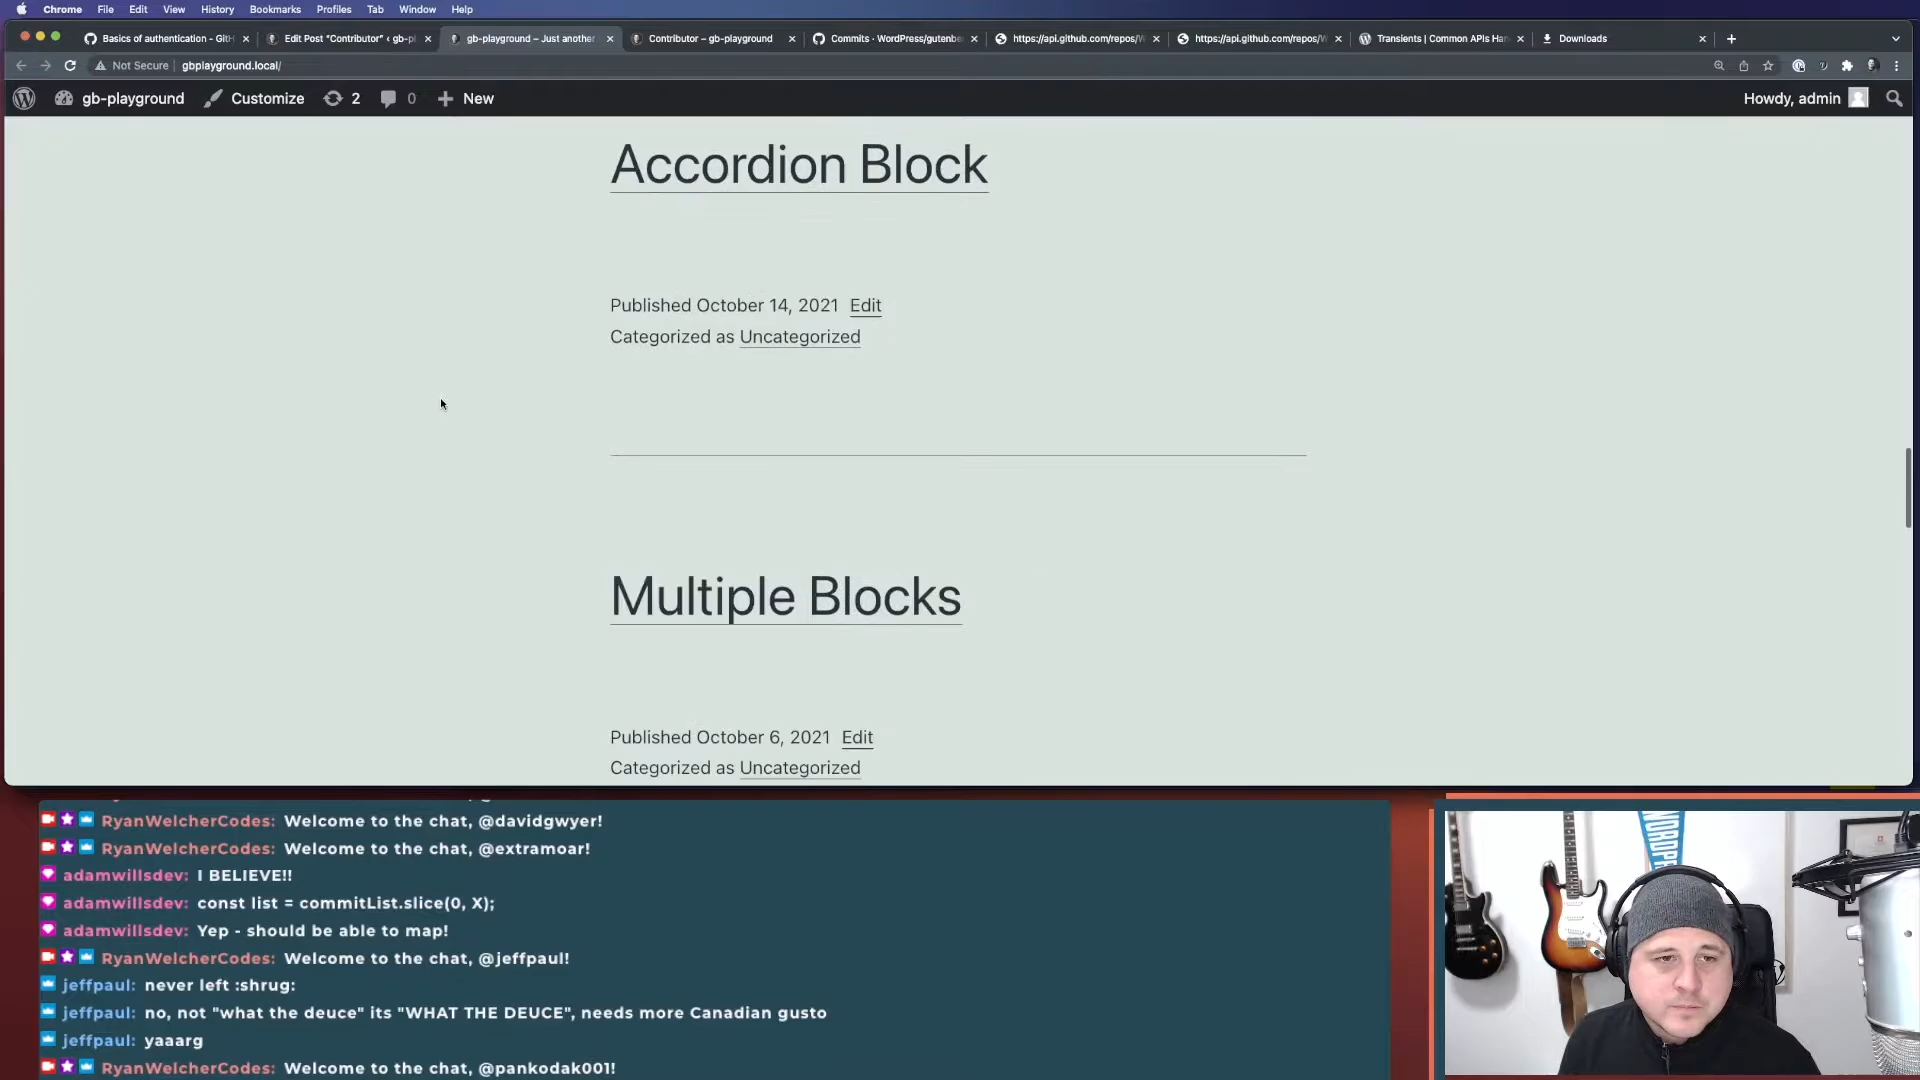 Chrome File Edit View History Bookmarks Profiles Tab Window Help
Basics of authentication - GitH
Edit Post "Contributor" ‹ gb-pl
gb-playground – Just another
Contributor – gb-playground
Commits · WordPress/gutenbe
https://api.github.com/repos/W
https://api.github.com/repos/W
Transients | Common APIs Han
Downloads
Not Secure gbplayground.local/
gb-playground Customize 2 0 New Howdy, admin
Accordion Block
Published October 14, 2021 Edit
Categorized as Uncategorized
Multiple Blocks
Published October 6, 2021 Edit
Categorized as Uncategorized
RyanWelcherCodes: Welcome to the chat, @davidgwyer!
RyanWelcherCodes: Welcome to the chat, @extramoar!
adamwillsdev: I BELIEVE!!
adamwillsdev: const list = commitList.slice(0, X);
adamwillsdev: Yep - should be able to map!
RyanWelcherCodes: Welcome to the chat, @jeffpaul!
jeffpaul: never left :shrug:
jeffpaul: no, not "what the deuce" its "WHAT THE DEUCE", needs more Canadian gusto
jeffpaul: yaaarg
RyanWelcherCodes: Welcome to the chat, @pankodak001!